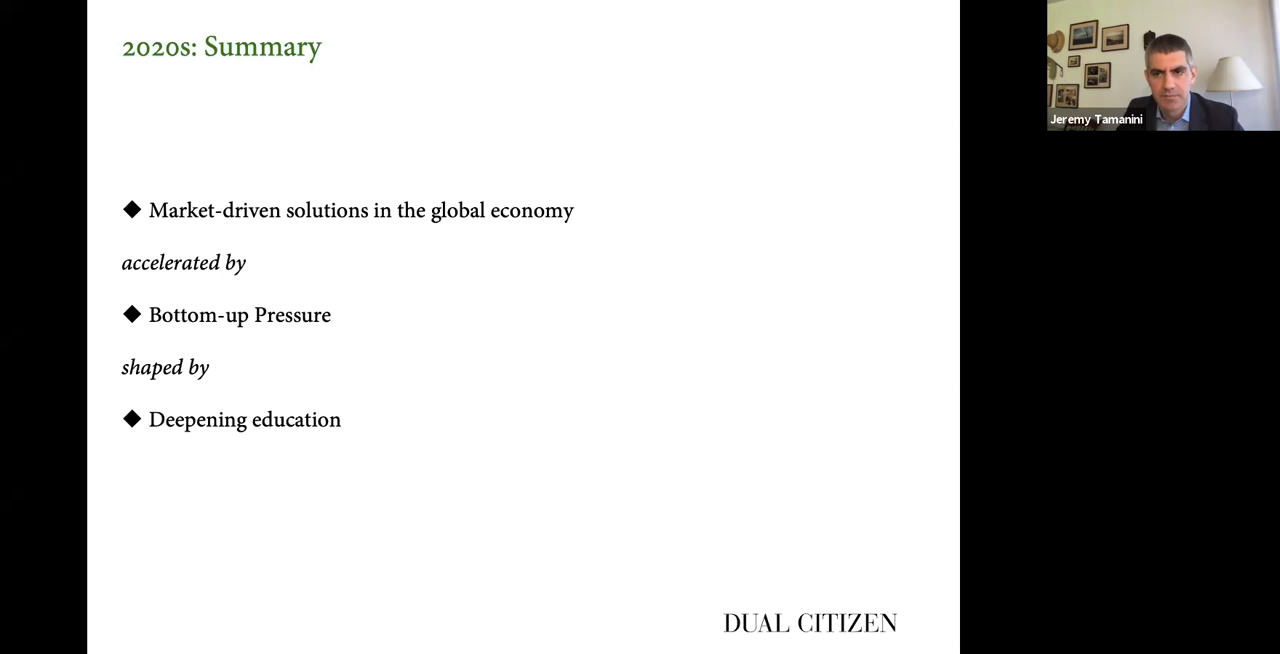 2020s: Summary
◆ Market-driven solutions in the global economy
accelerated by
◆ Bottom-up Pressure
shaped by
◆ Deepening education
DUAL CITIZEN
Jeremy Tamanini